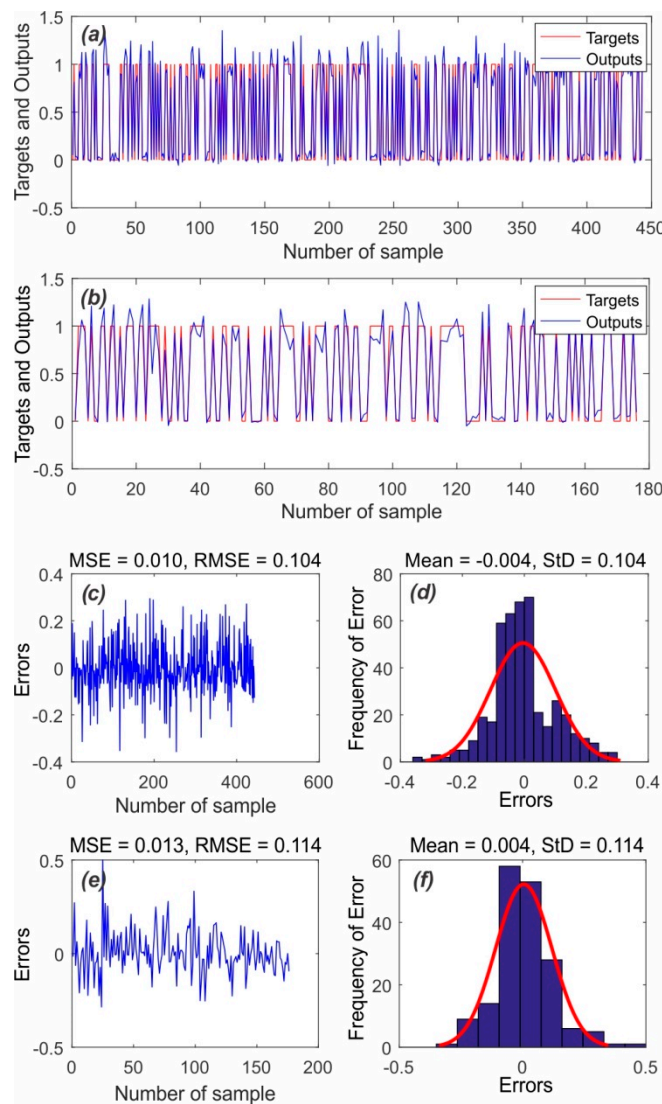 (a)
Targets
Outputs
Targets and Outputs
1.5
1
0.5
0
-0.5
0 50 100 150 200 250 300 350 400 450
Number of sample
(b)
Targets
Outputs
Targets and Outputs
1.5
1
0.5
0
-0.5
0 20 40 60 80 100 120 140 160 180
Number of sample
MSE = 0.010, RMSE = 0.104
(c)
Errors
0.4
0.2
0
-0.2
-0.4
0 200 400 600
Number of sample
Mean = -0.004, StD = 0.104
(d)
Frequency of Error
80
60
40
20
0
-0.4 -0.2 0 0.2 0.4
Errors
MSE = 0.013, RMSE = 0.114
(e)
Errors
0.5
0
-0.5
0 50 100 150 200
Number of sample
Mean = 0.004, StD = 0.114
(f)
Frequency of Error
60
40
20
0
-0.5 0 0.5
Errors